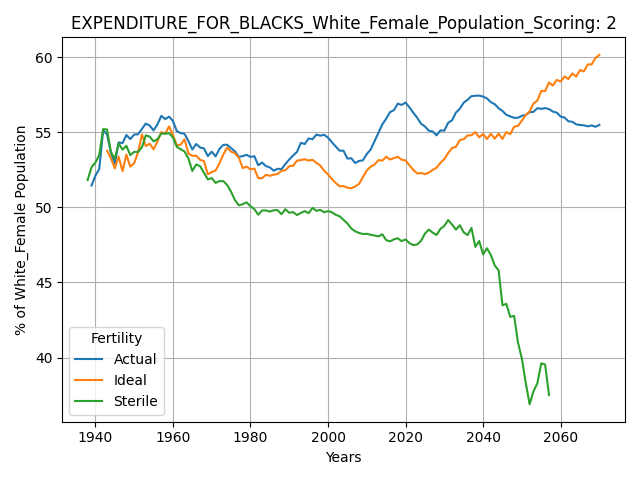 EXPENDITURE_FOR_BLACKS_White_Female_Population_Scoring: 2
% of White_Female Population
60
55
50
45
40
Fertility
Actual
Ideal
Sterile
1940 1960 1980 2000 2020 2040 2060
Years